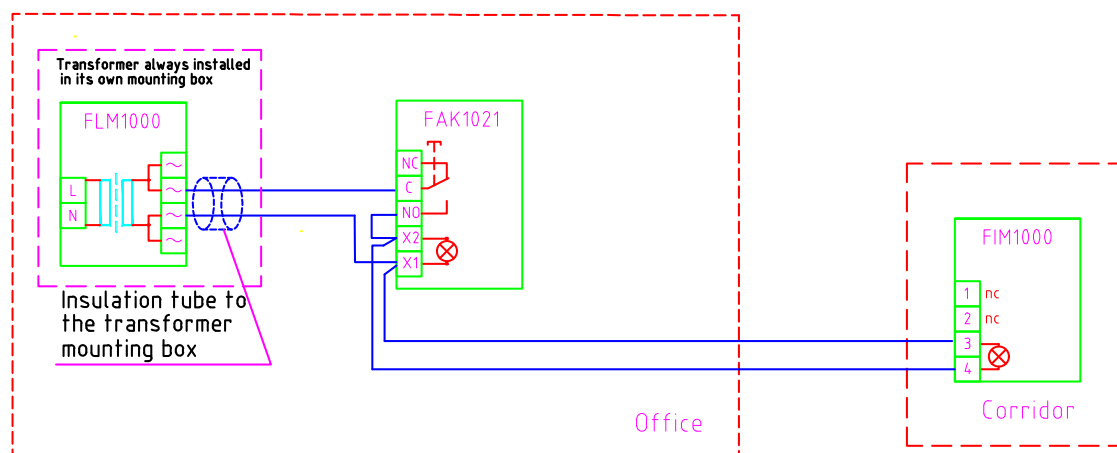 Transformer always installed
in its own mounting box
FLM1000
L
N
~
~
~
~
Insulation tube to
the transformer
mounting box
FAK1021
NC
C
NO
X2
X1
Office
FIM1000
1 nc
2 nc
3
4
Corridor